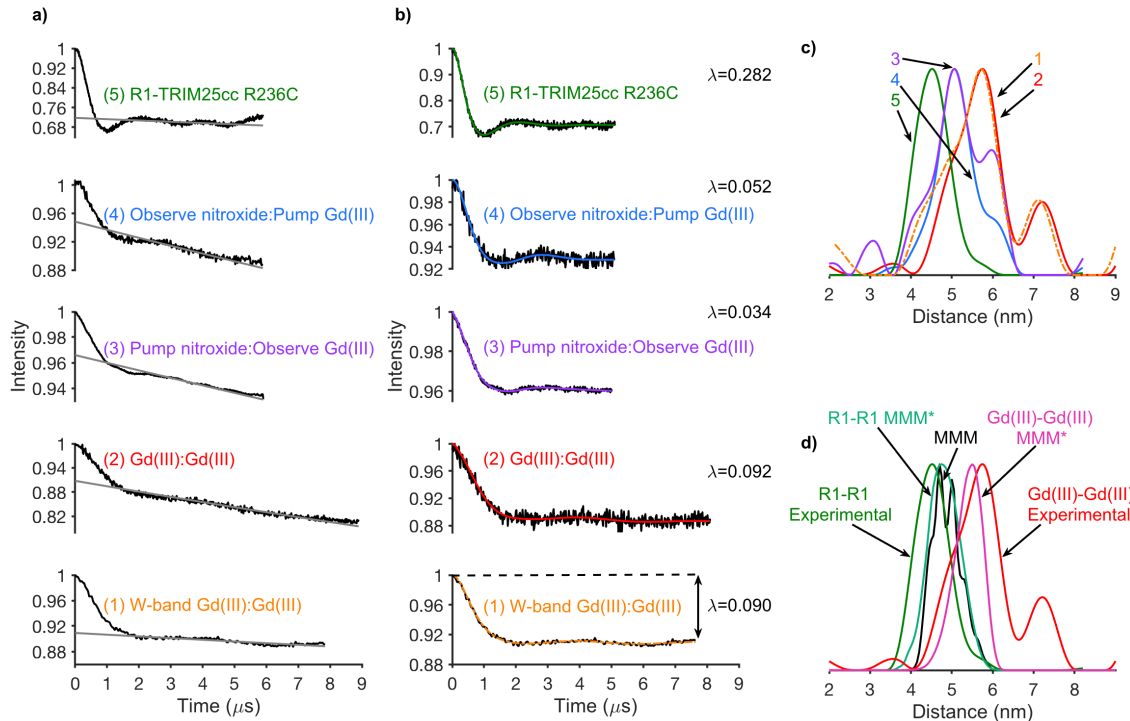 a)
1
0.92
0.84
0.76
0.68
(5) R1-TRIM25cc R236C
1
0.96
0.92
0.88
(4) Observe nitroxide:Pump Gd(III)
1
0.98
0.96
0.94
(3) Pump nitroxide:Observe Gd(III)
1
0.94
0.88
0.82
(2) Gd(III):Gd(III)
1
0.96
0.92
0.88
(1) W-band Gd(III):Gd(III)
0 1 2 3 4 5 6 7 8 9
Time (μs)
Intensity
b)
1
0.9
0.8
0.7
(5) R1-TRIM25cc R236C
λ=0.282
1
0.98
0.96
0.94
0.92
(4) Observe nitroxide:Pump Gd(III)
λ=0.052
1
0.98
0.96
(3) Pump nitroxide:Observe Gd(III)
λ=0.034
1
0.96
0.92
0.88
(2) Gd(III):Gd(III)
λ=0.092
1
0.96
0.92
0.88
(1) W-band Gd(III):Gd(III)
λ=0.090
0 1 2 3 4 5 6 7 8 9
Time (μs)
Intensity
c)
3
4
5
1
2
2 3 4 5 6 7 8 9
Distance (nm)
d)
R1-R1 MMM*
MMM
Gd(III)-Gd(III)
MMM*
R1-R1
Experimental
Gd(III)-Gd(III)
Experimental
2 3 4 5 6 7 8
Distance (nm)